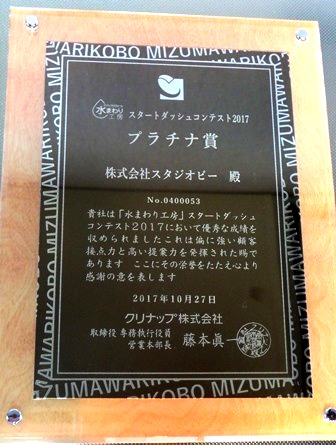 MIZUMAWARIKOBO
水まわり工房
スタートダッシュコンテスト2017
プラチナ賞
株式会社スタジオビー 殿
No.0400053
貴社は「水まわり工房」スタートダッシュ
コンテスト2017において優秀な成績を
収められましたこれは偏に強い顧客
接点力と高い提案力を発揮された賜で
あります ここにその栄誉をたたえ心より
感謝の意を表します
2017年10月27日
クリナップ株式会社
取締役 専務執行役員
営業本部長 藤本眞一